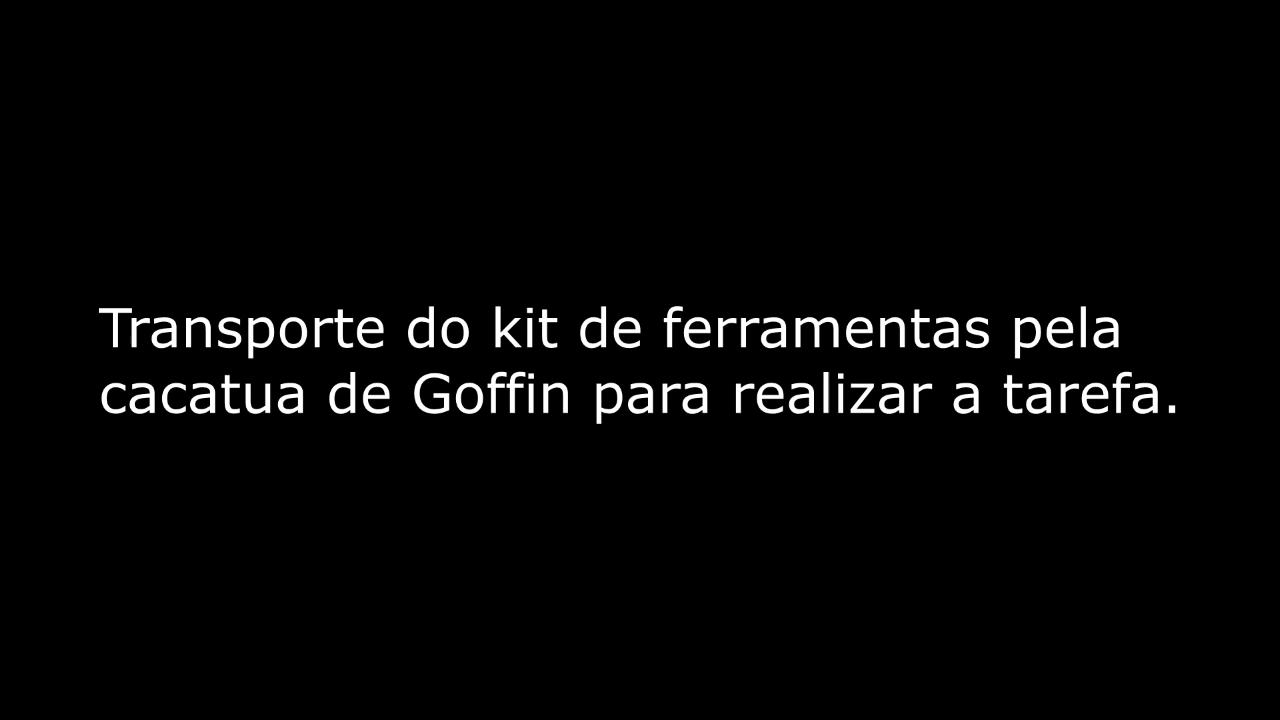 Transporte do kit de ferramentas pela
cacatua de Goffin para realizar a tarefa.